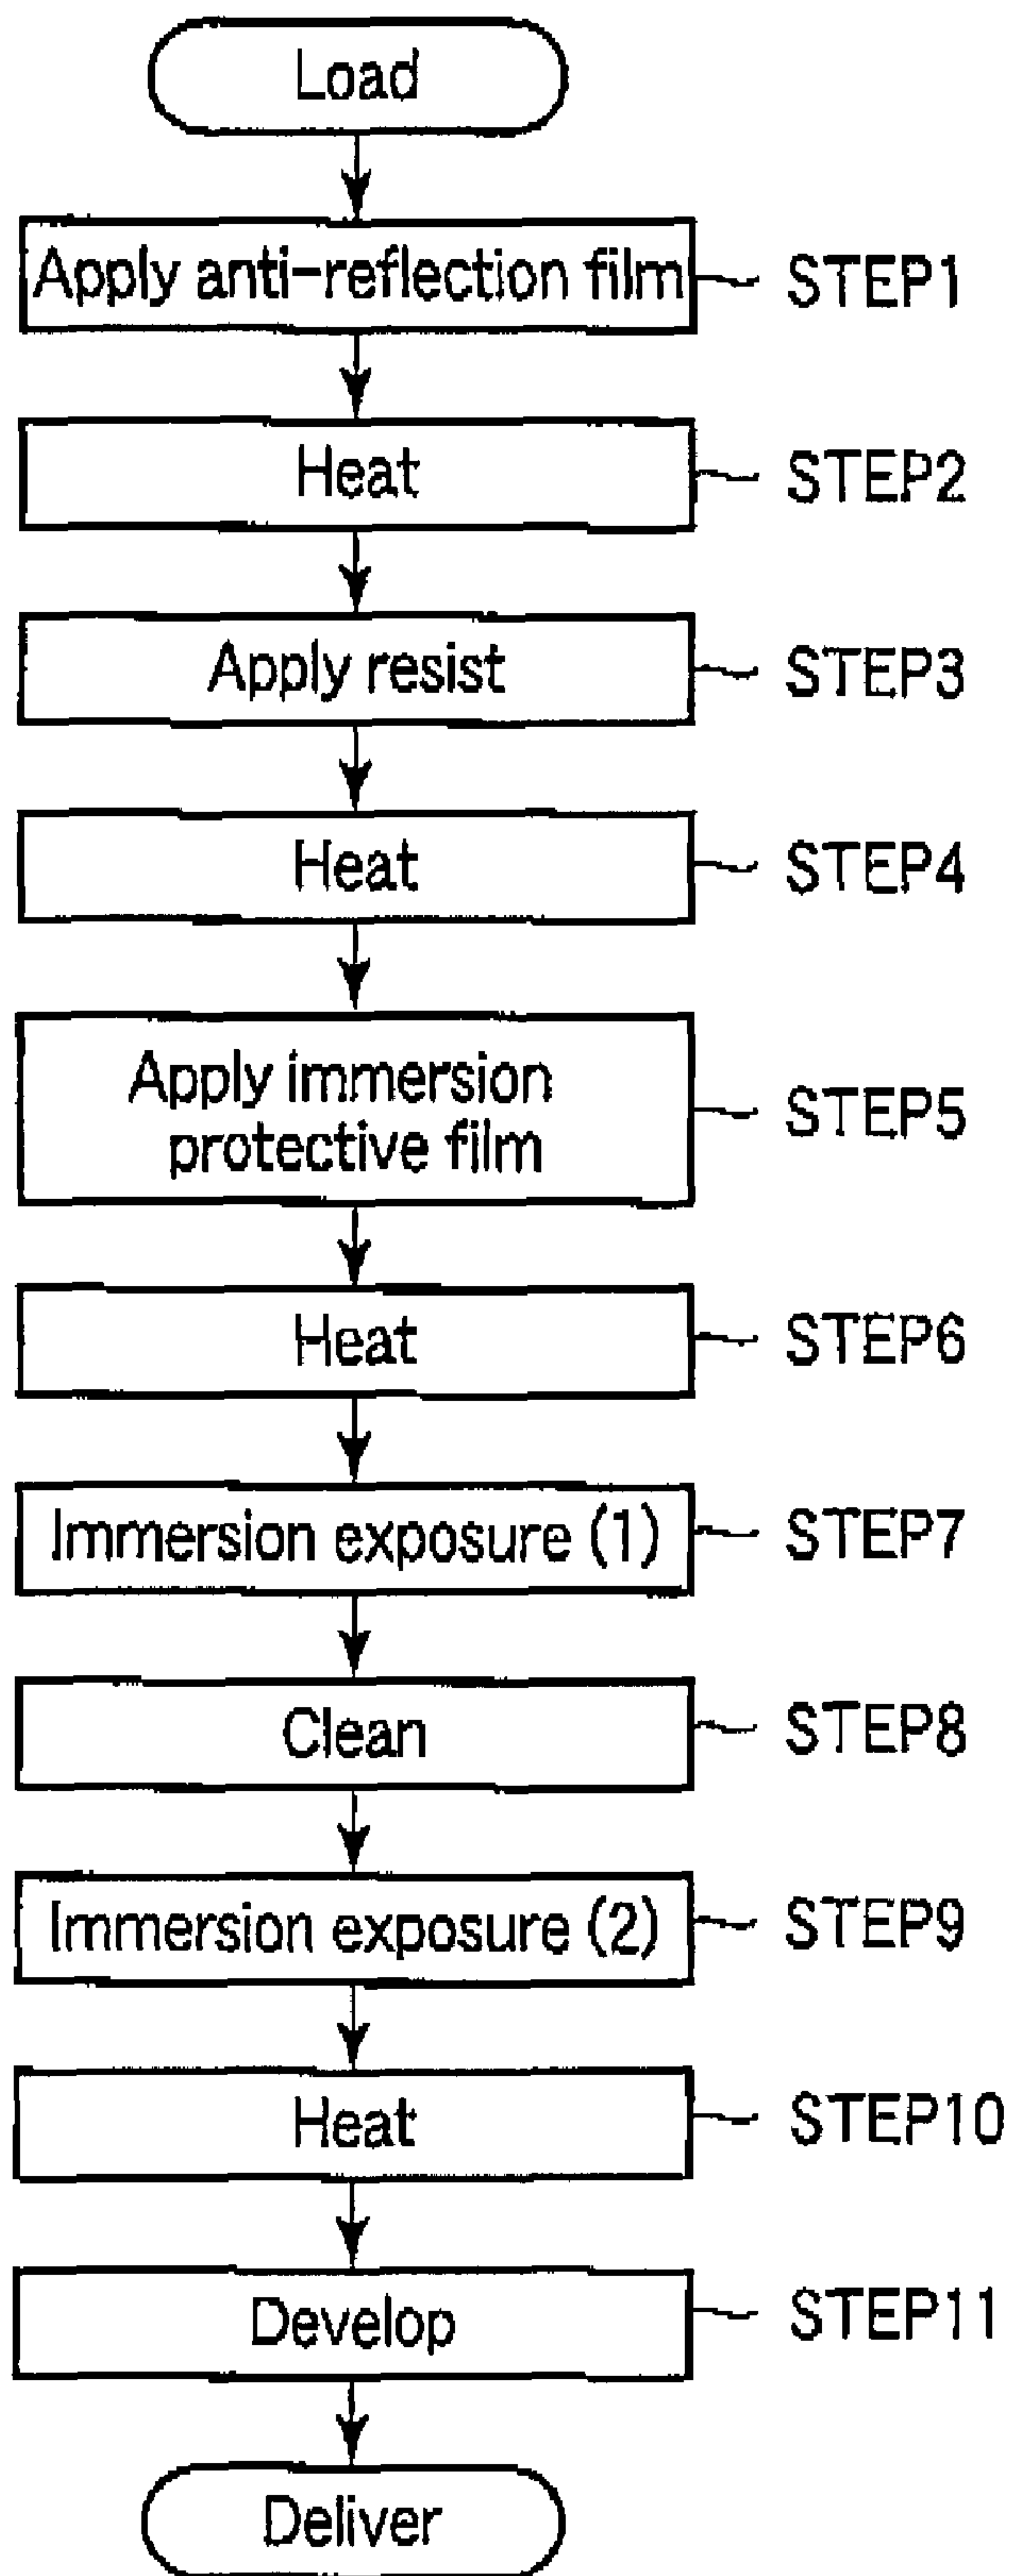 Load
Apply anti-reflection film STEP1
Heat STEP2
Apply resist STEP3
Heat STEP4
Apply immersion
protective film STEP5
Heat STEP6
Immersion exposure (1) STEP7
Clean STEP8
Immersion exposure (2) STEP9
Heat STEP10
Develop STEP11
Deliver